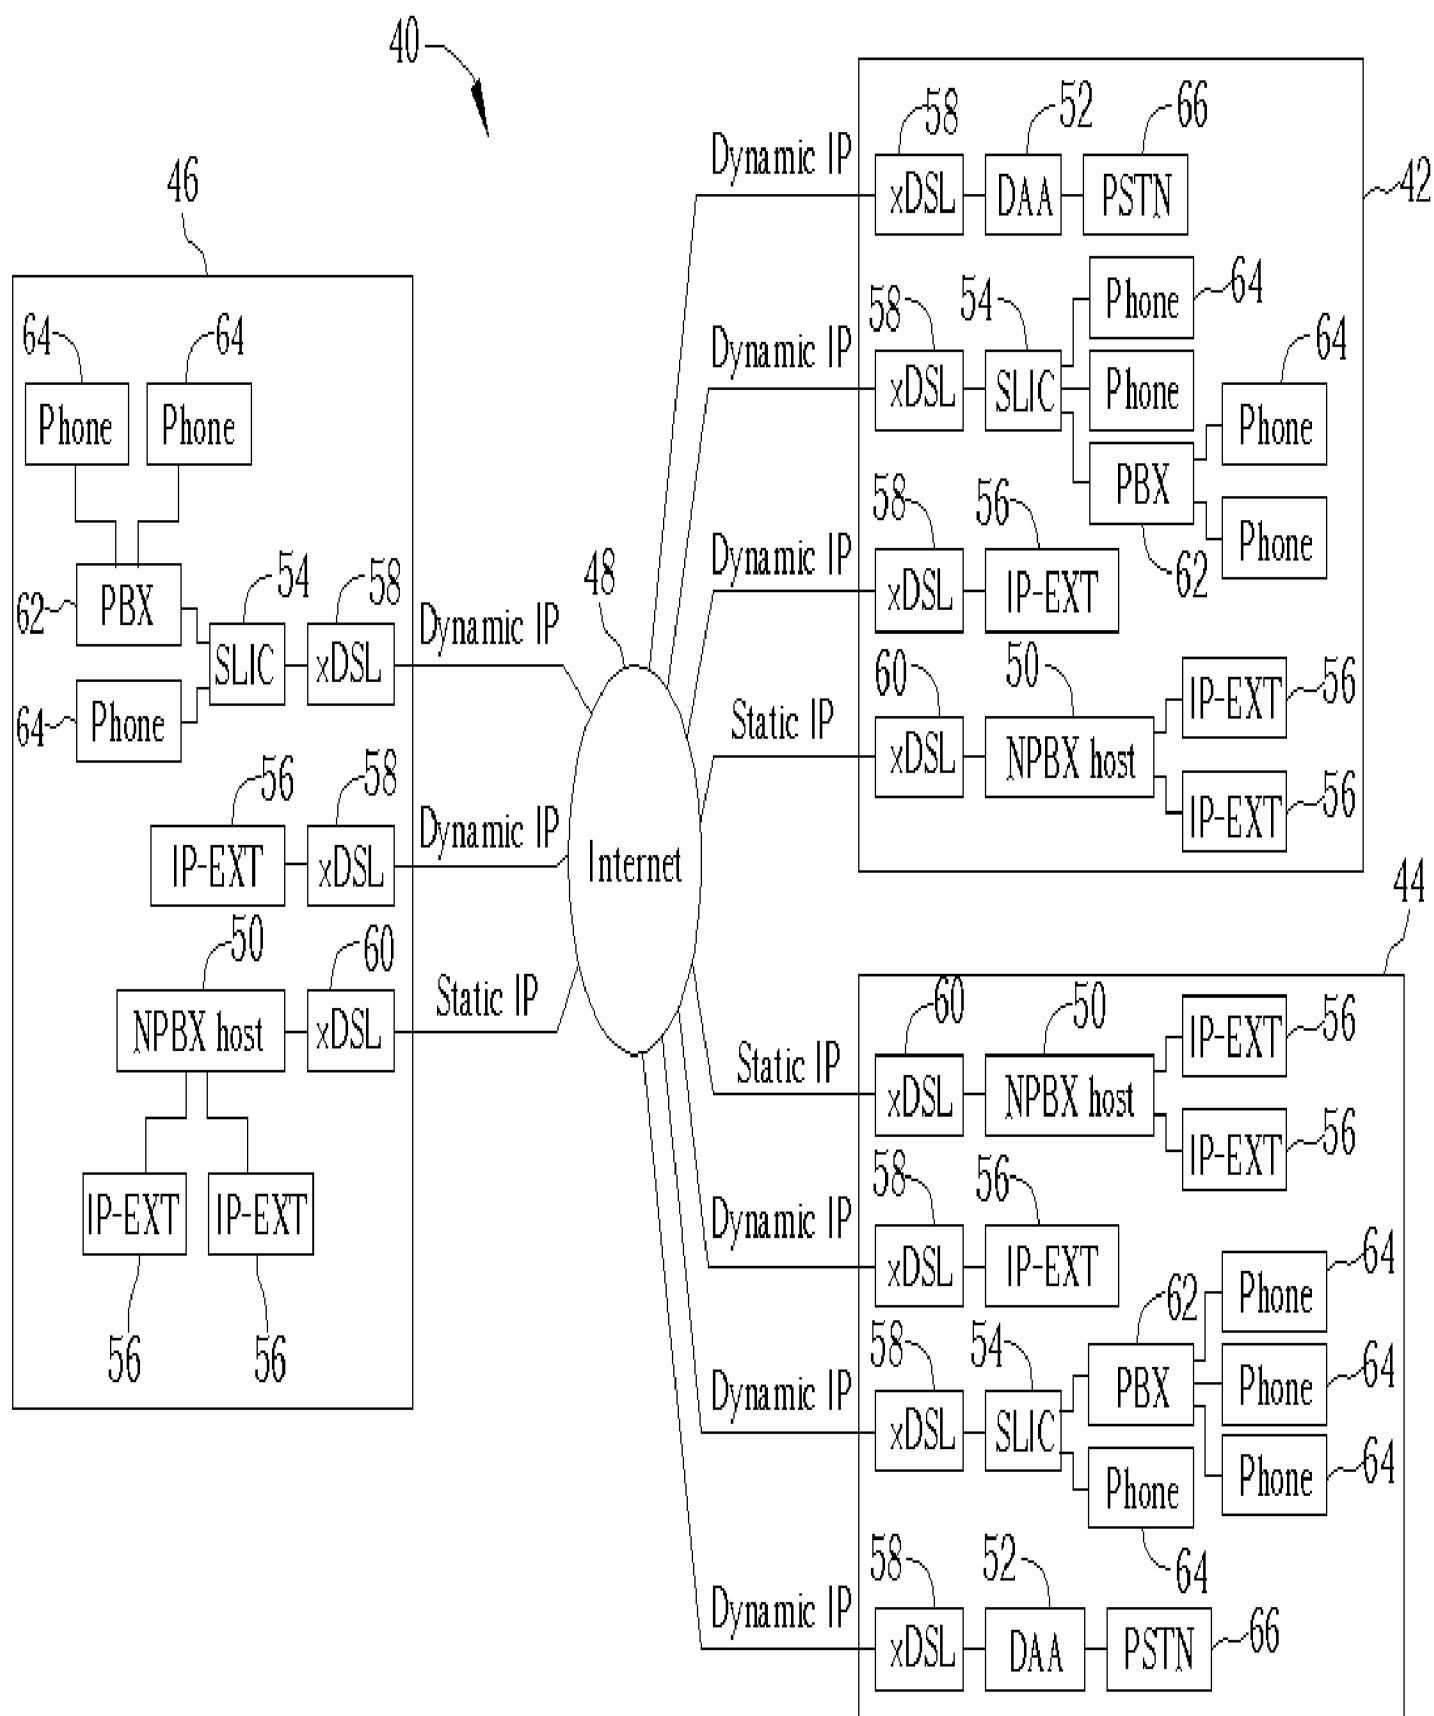 40
46
64
64
Phone
Phone
PBX
62
54
58
SLIC
xDSL
Dynamic IP
Phone
64
56
58
IP-EXT
xDSL
Dynamic IP
50
60
NPBX host
xDSL
Static IP
IP-EXT
IP-EXT
56
56
48
Internet
42
Dynamic IP
58
52
66
xDSL
DAA
PSTN
Dynamic IP
58
54
xDSL
SLIC
Phone
64
Phone
64
Phone
PBX
62
Phone
Dynamic IP
58
56
xDSL
IP-EXT
Static IP
60
50
xDSL
NPBX host
IP-EXT
56
IP-EXT
56
44
Static IP
60
50
xDSL
NPBX host
IP-EXT
56
IP-EXT
56
Dynamic IP
58
56
xDSL
IP-EXT
Dynamic IP
58
54
xDSL
SLIC
62
PBX
Phone
64
Phone
64
Phone
64
Phone
64
Dynamic IP
58
52
xDSL
DAA
PSTN
66